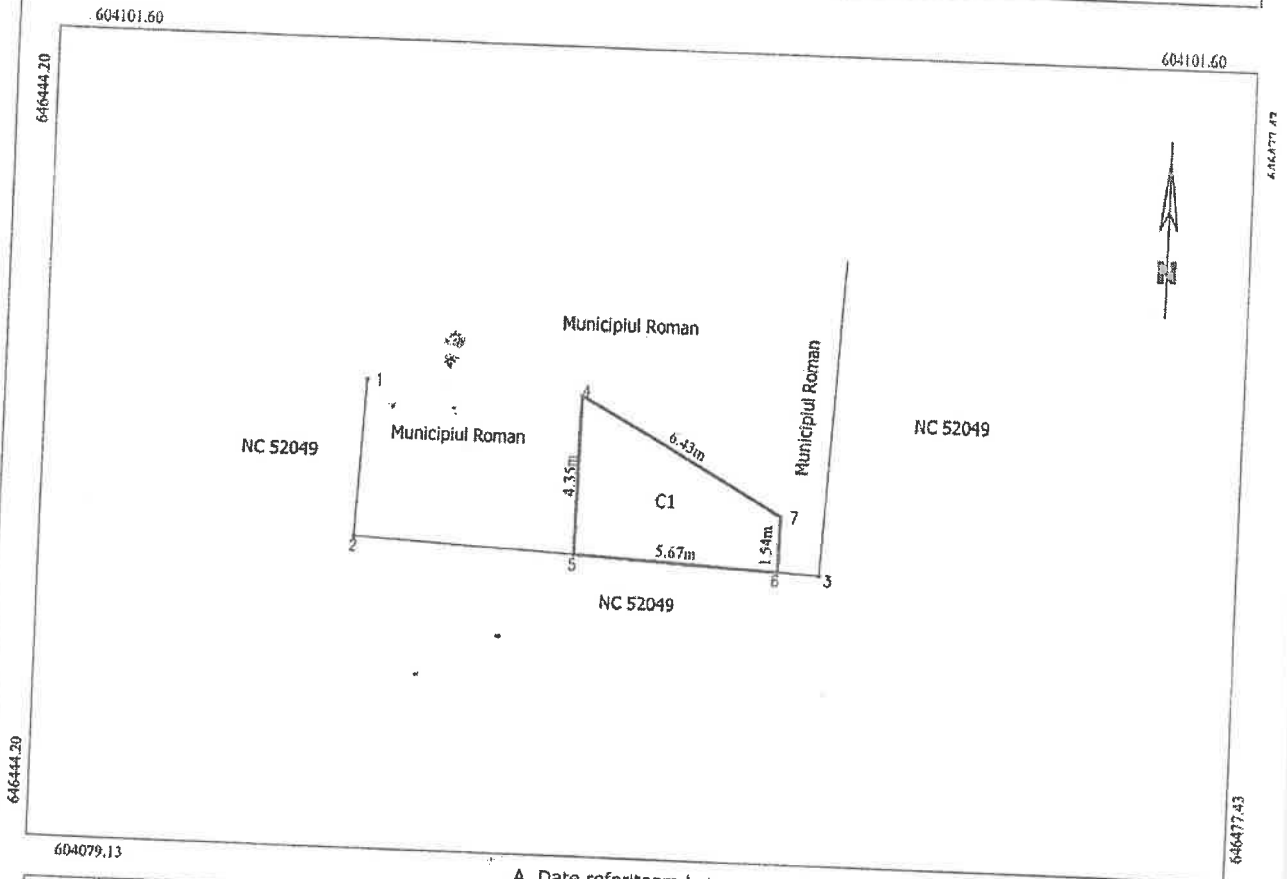 604101.60
604101.60
646444.20
646477.43
Municipiul Roman
Municipiul Roman
1
4
Municipiul Roman
NC 52049
NC 52049
6.43m
4.35m
C1
7
1.54m
5.67m
2
5
6
3
NC 52049
646444.20
646477.43
604079.13
A. Date